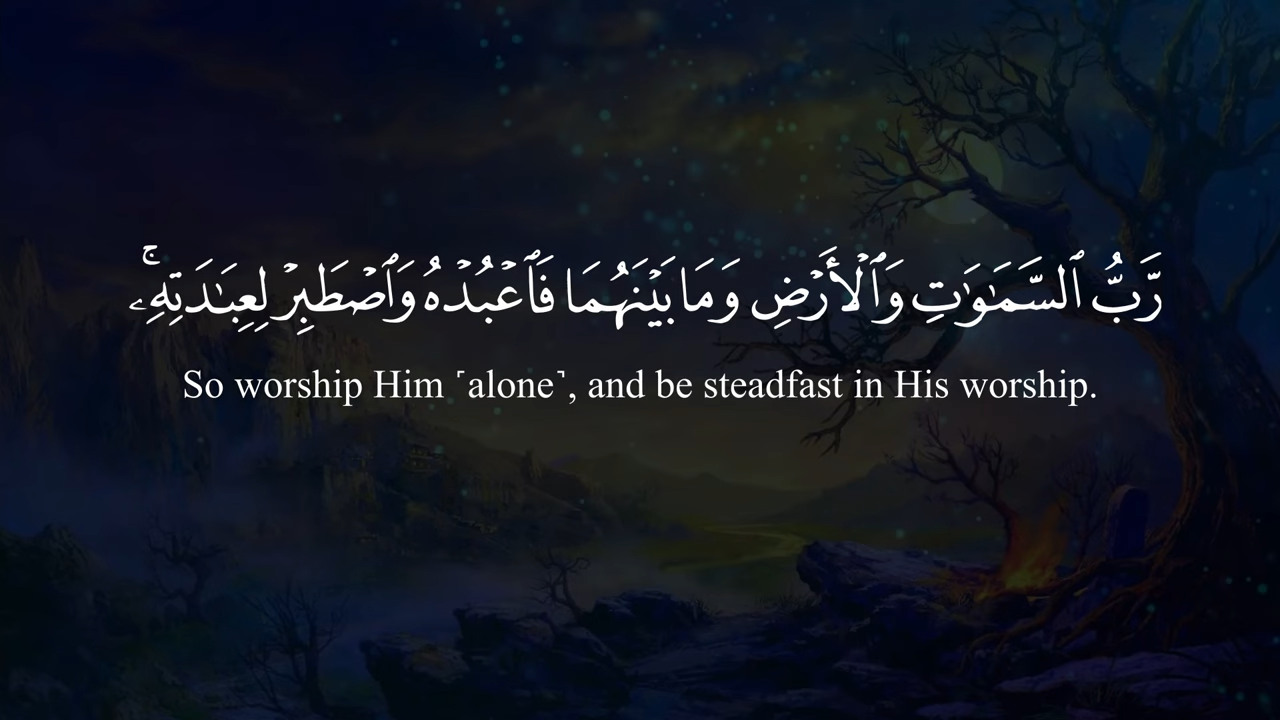 رَّبُّ ٱلسَّمَـٰوَٰتِ وَٱلْأَرْضِ وَمَا بَيْنَهُمَا فَٱعْبُدْهُ وَٱصْطَبِرْ لِعِبَـٰدَتِهِۦ ۚ
So worship Him ˹alone˺, and be steadfast in His worship.